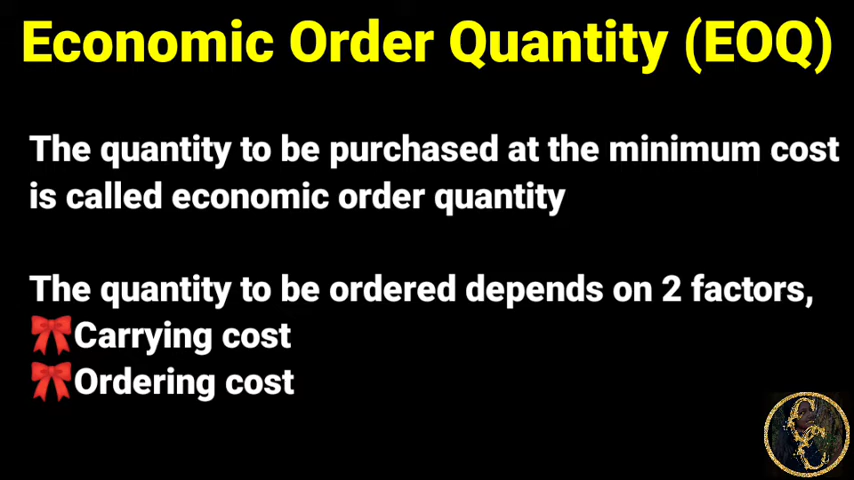 Economic Order Quantity (EOQ)
The quantity to be purchased at the minimum cost
is called economic order quantity
The quantity to be ordered depends on 2 factors,
🎀Carrying cost
🎀Ordering cost